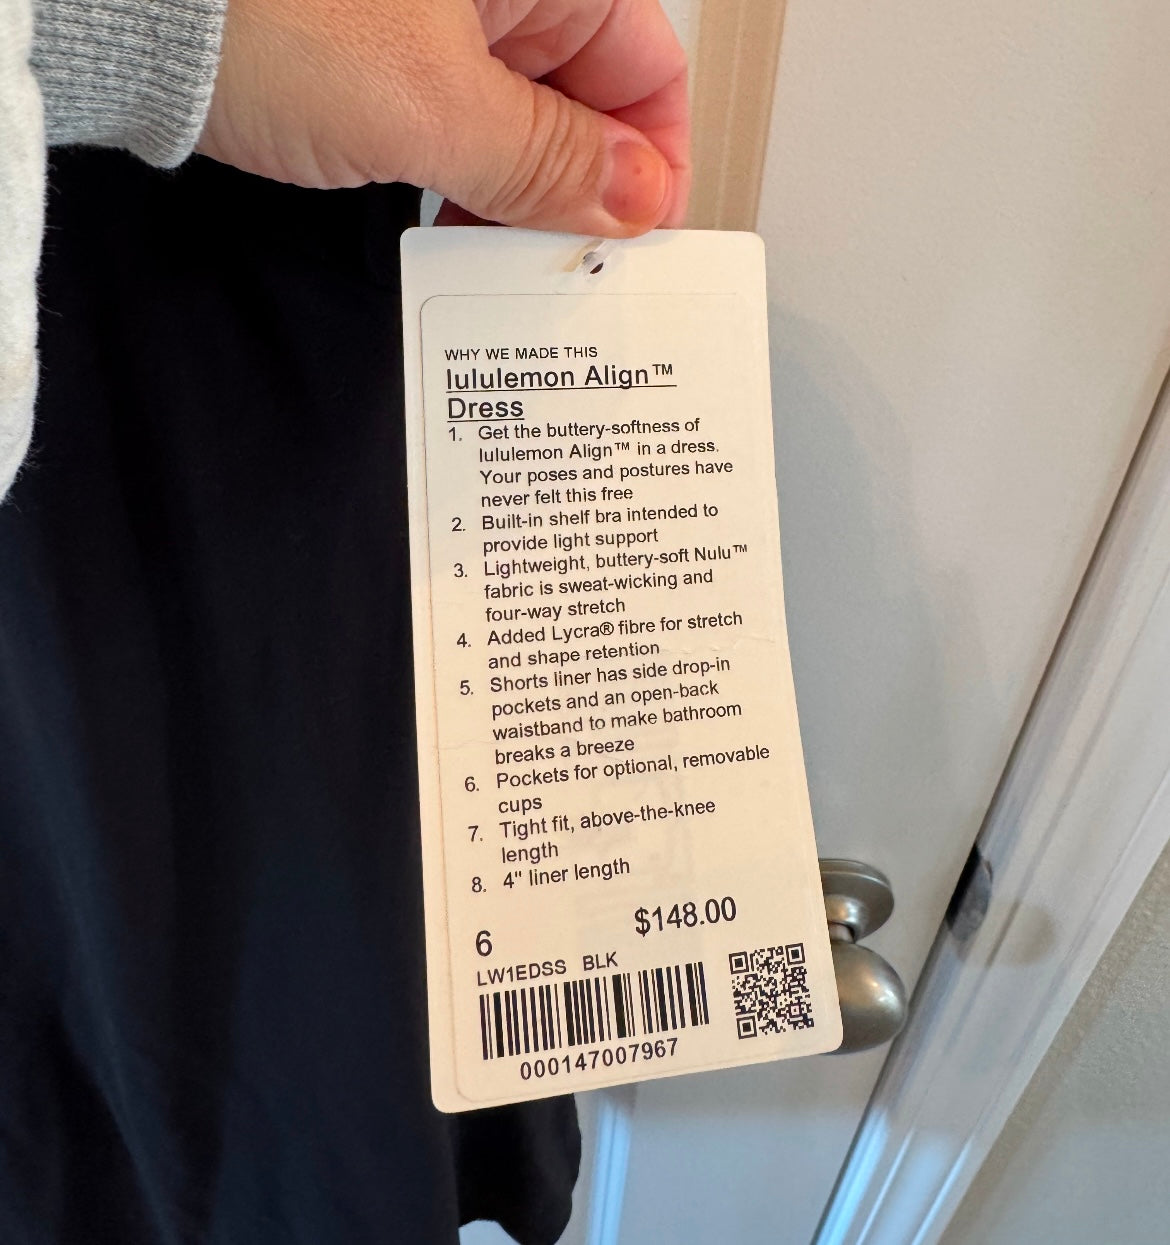 WHY WE MADE THIS
lululemon Align™
Dress
1. Get the buttery-softness of
lululemon Align™ in a dress.
Your poses and postures have
never felt this free
2. Built-in shelf bra intended to
provide light support
3. Lightweight, buttery-soft Nulu™
fabric is sweat-wicking and
four-way stretch
4. Added Lycra® fibre for stretch
and shape retention
5. Shorts liner has side drop-in
pockets and an open-back
waistband to make bathroom
breaks a breeze
6. Pockets for optional, removable
cups
7. Tight fit, above-the-knee
length
8. 4" liner length
6 $148.00
LW1EDSS BLK
000147007967